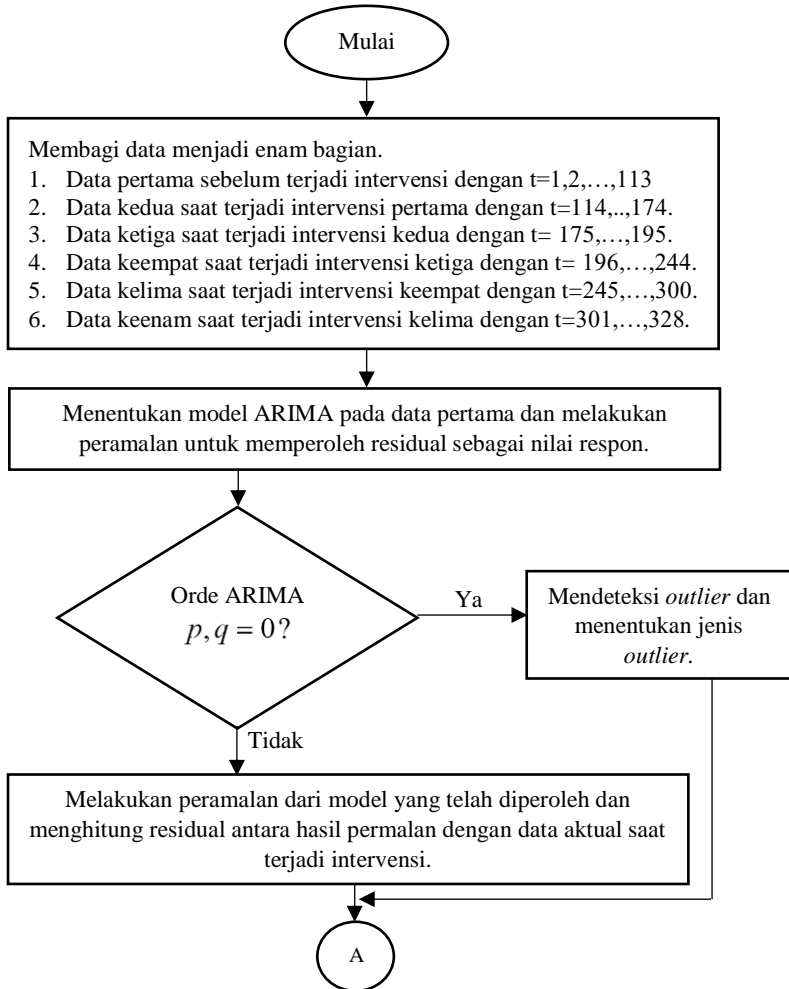 Mulai
Membagi data menjadi enam bagian.
1. Data pertama sebelum terjadi intervensi dengan t=1,2,…,113
2. Data kedua saat terjadi intervensi pertama dengan t=114,..,174.
3. Data ketiga saat terjadi intervensi kedua dengan t= 175,…,195.
4. Data keempat saat terjadi intervensi ketiga dengan t= 196,…,244.
5. Data kelima saat terjadi intervensi keempat dengan t=245,…,300.
6. Data keenam saat terjadi intervensi kelima dengan t=301,…,328.
Menentukan model ARIMA pada data pertama dan melakukan
peramalan untuk memperoleh residual sebagai nilai respon.
Orde ARIMA
p,q = 0?
Ya
Mendeteksi outlier dan
menentukan jenis
outlier.
Tidak
Melakukan peramalan dari model yang telah diperoleh dan
menghitung residual antara hasil permalan dengan data aktual saat
terjadi intervensi.
A